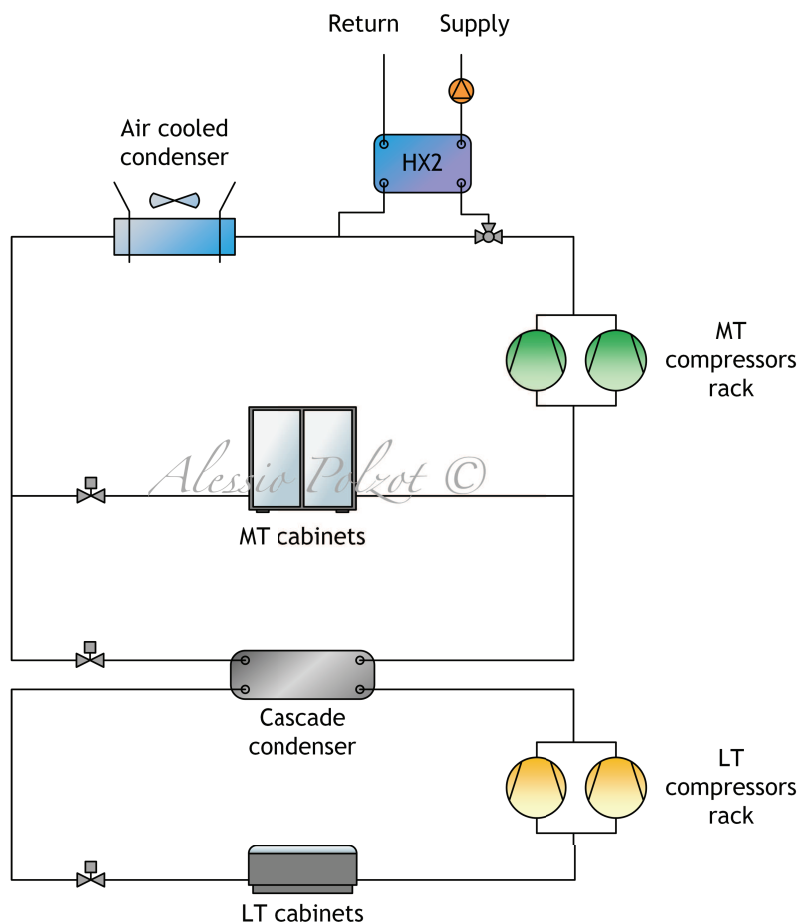 Return
Supply
Air cooled
condenser
HX2
MT
compressors
rack
Alessio Polzot ©
MT cabinets
Cascade
condenser
LT
compressors
rack
LT cabinets